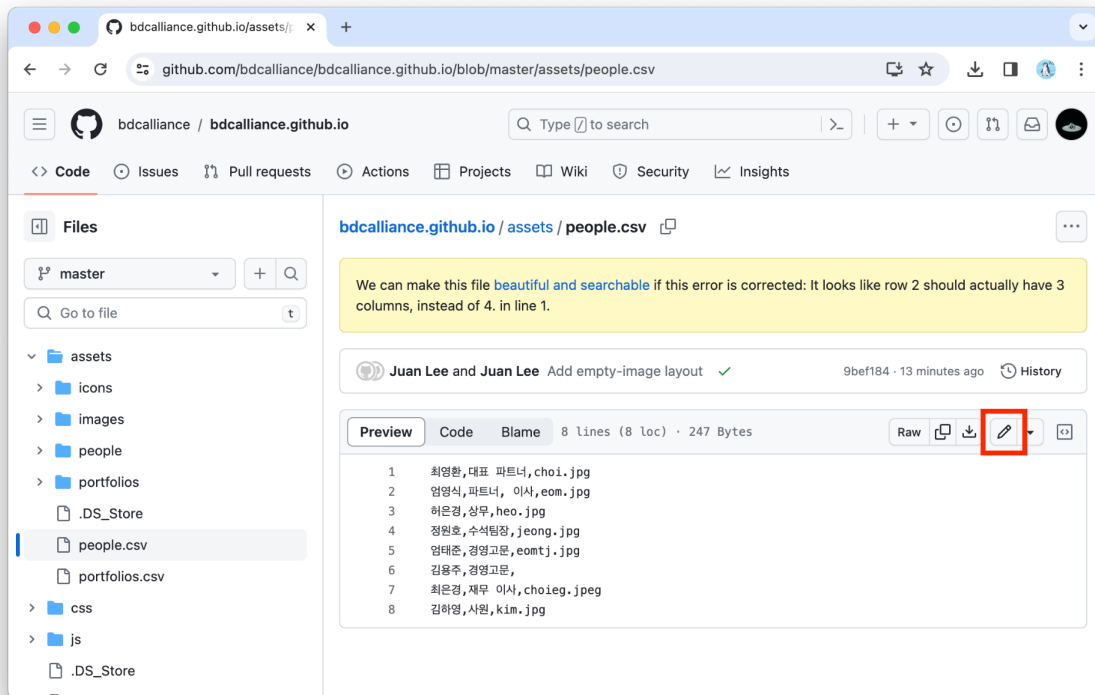 bdcalliance.github.io/assets/p
github.com/bdcalliance/bdcalliance.github.io/blob/master/assets/people.csv
bdcalliance / bdcalliance.github.io
Type / to search
Code Issues Pull requests Actions Projects Wiki Security Insights
Files
bdcalliance.github.io / assets / people.csv
master
We can make this file beautiful and searchable if this error is corrected: It looks like row 2 should actually have 3
columns, instead of 4. in line 1.
Go to file t
assets
Juan Lee and Juan Lee Add empty-image layout 9bef184 · 13 minutes ago History
icons
images
people
portfolios
.DS_Store
people.csv
portfolios.csv
css
js
.DS_Store
Preview Code Blame 8 lines (8 loc) · 247 Bytes Raw
1 최영환,대표 파트너,choi.jpg
2 엄영식,파트너, 이사,eom.jpg
3 허은경,상무,heo.jpg
4 정원호,수석팀장,jeong.jpg
5 엄태준,경영고문,eomtj.jpg
6 김용주,경영고문,
7 최은경,재무 이사,choieg.jpeg
8 김하영,사원,kim.jpg